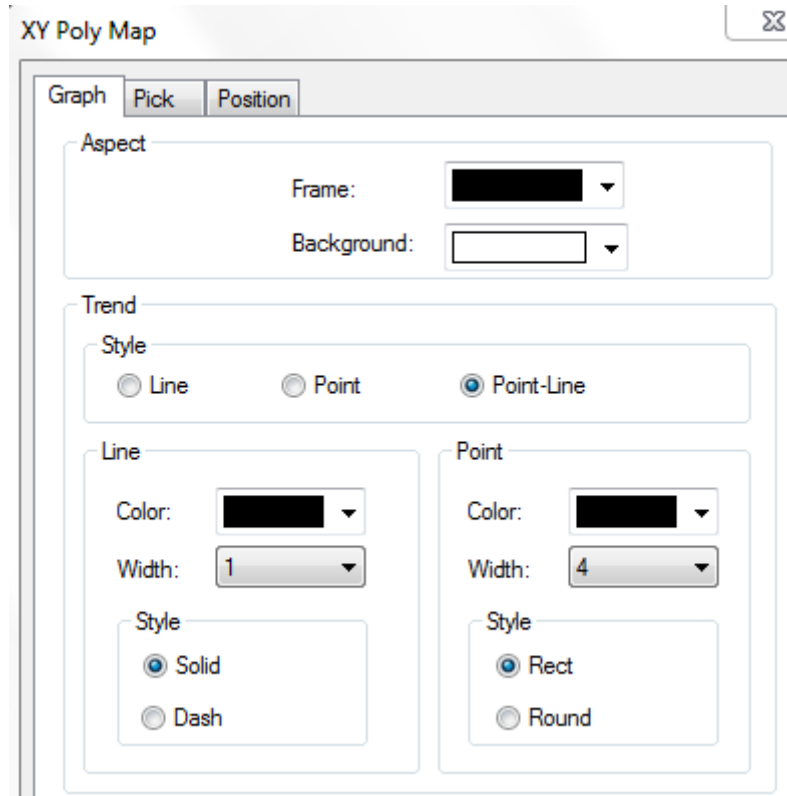 XY Poly Map
Graph Pick Position
Aspect
Frame:
Background:
Trend
Style
Line Point Point-Line
Line Point
Color: Color:
Width: 1 Width: 4
Style Style
Solid Rect
Dash Round